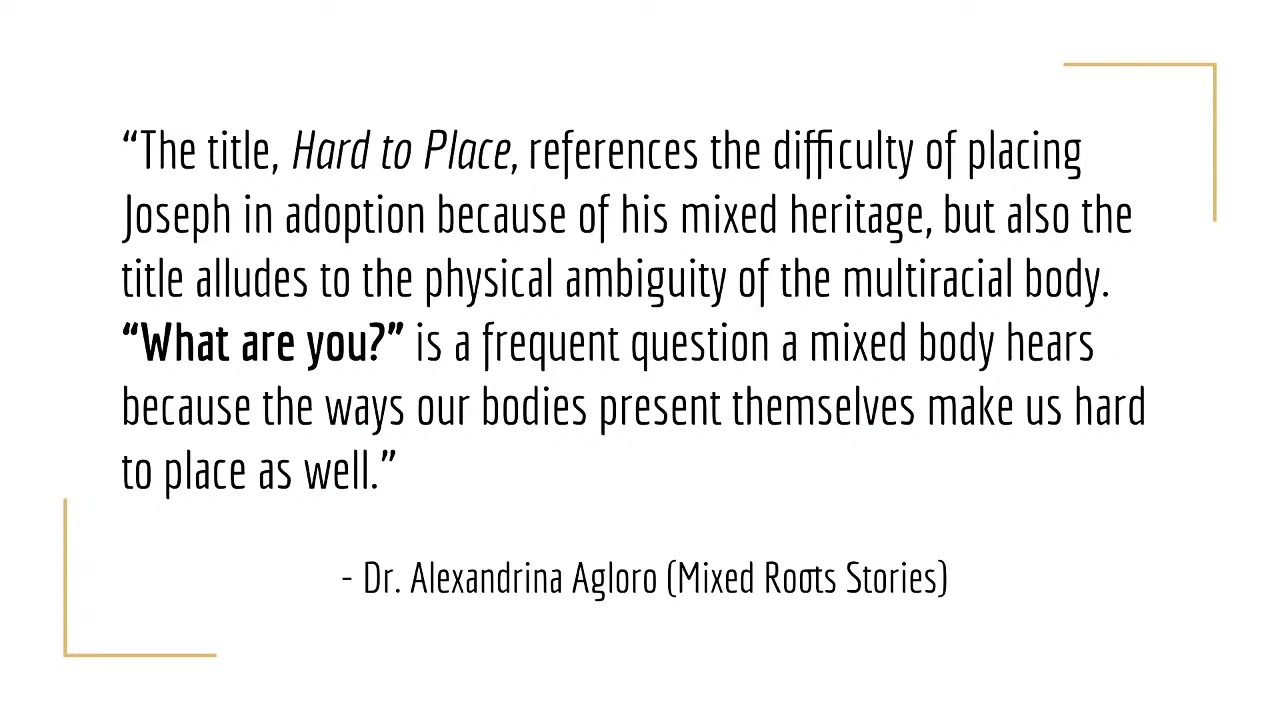 “The title, Hard to Place, references the difficulty of placing
Joseph in adoption because of his mixed heritage, but also the
title alludes to the physical ambiguity of the multiracial body.
“What are you?” is a frequent question a mixed body hears
because the ways our bodies present themselves make us hard
to place as well.”
- Dr. Alexandrina Agloro (Mixed Roots Stories)